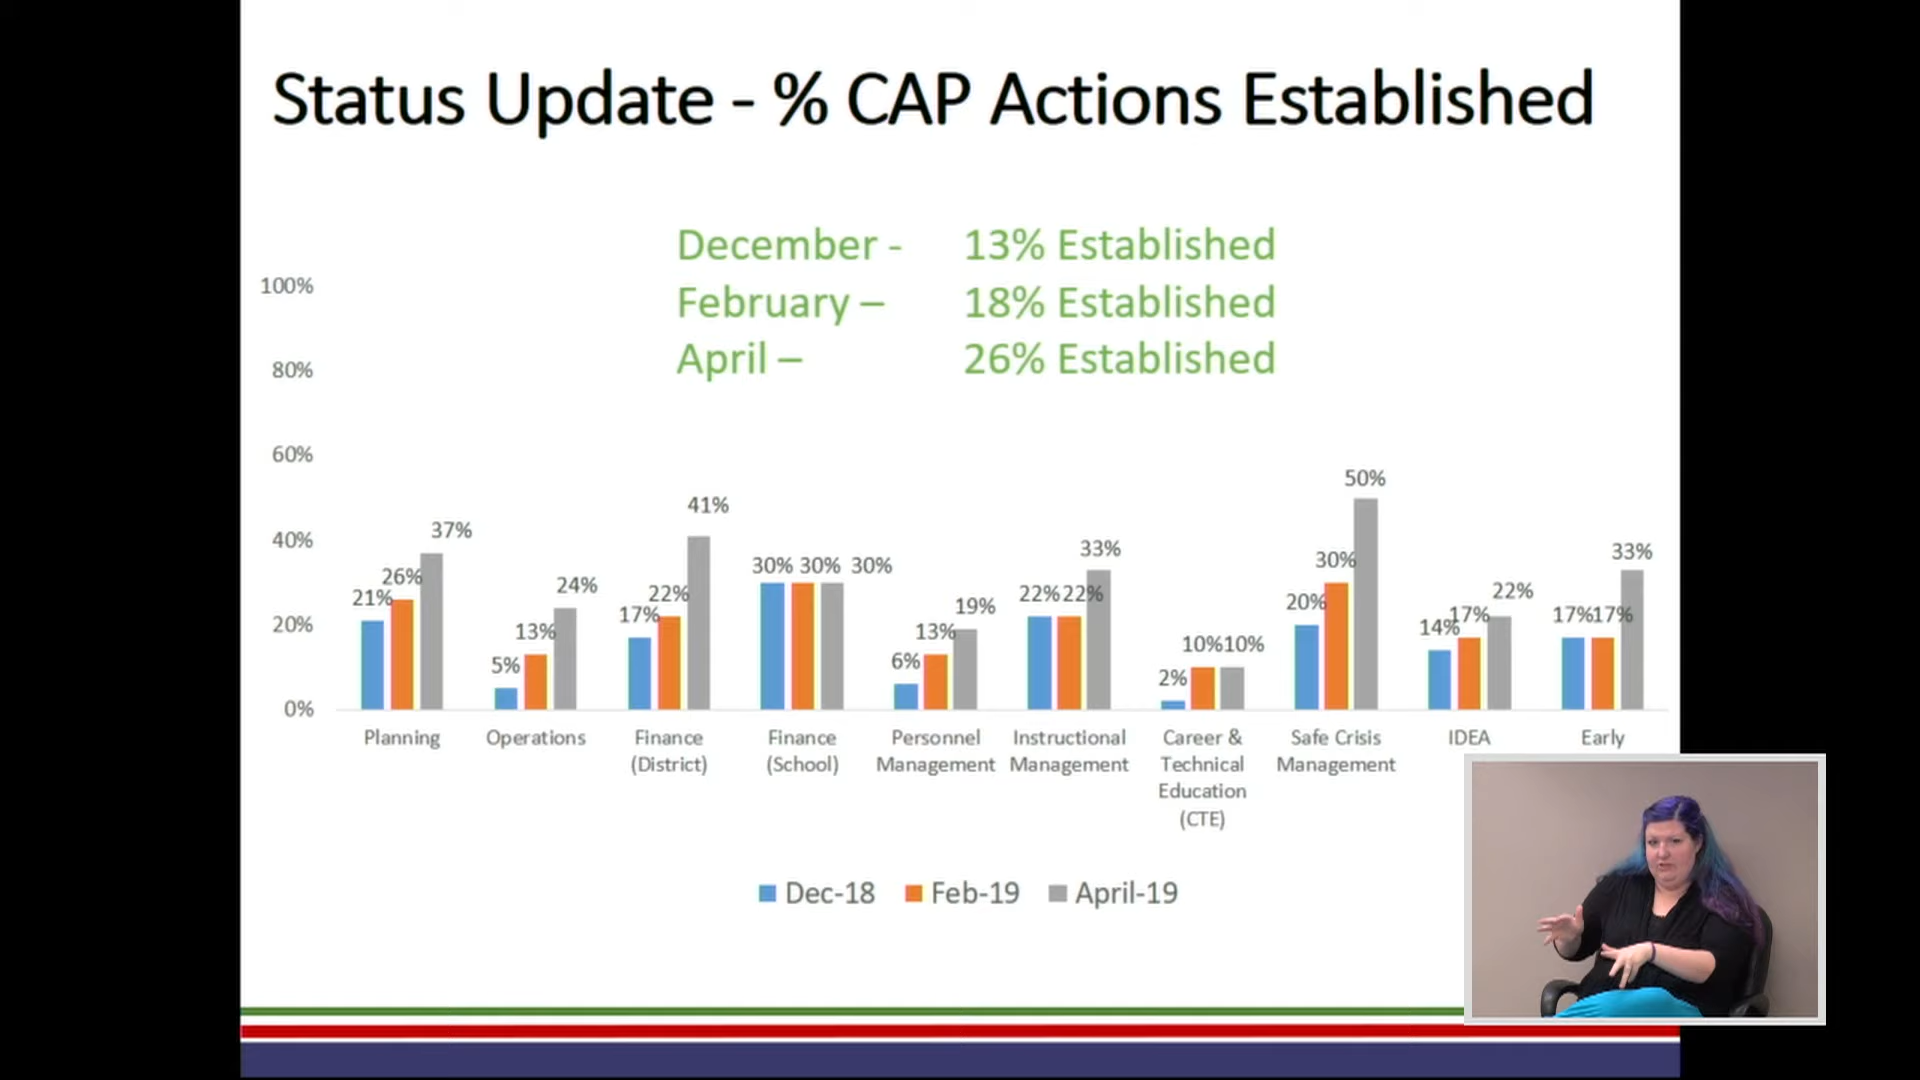 Status Update - % CAP Actions Established
December - 13% Established
February – 18% Established
April – 26% Established
100%
80%
60%
40%
20%
0%
21% 26% 37%
5% 13% 24%
17% 22% 41%
30% 30% 30%
6% 13% 19%
22% 22% 33%
2% 10% 10%
20% 30% 50%
14% 17% 22%
17% 17% 33%
Planning
Operations
Finance
(District)
Finance
(School)
Personnel
Management
Instructional
Management
Career &
Technical
Education
(CTE)
Safe Crisis
Management
IDEA
Early
Dec-18 Feb-19 April-19